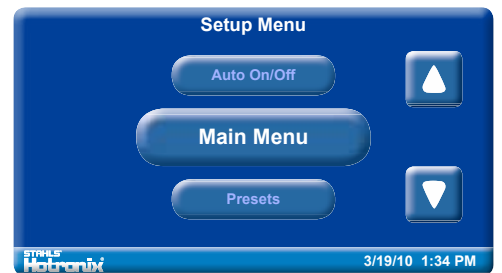 Setup Menu
Auto On/Off
Main Menu
Presets
STAHLS'
Hotronix
3/19/10 1:34 PM